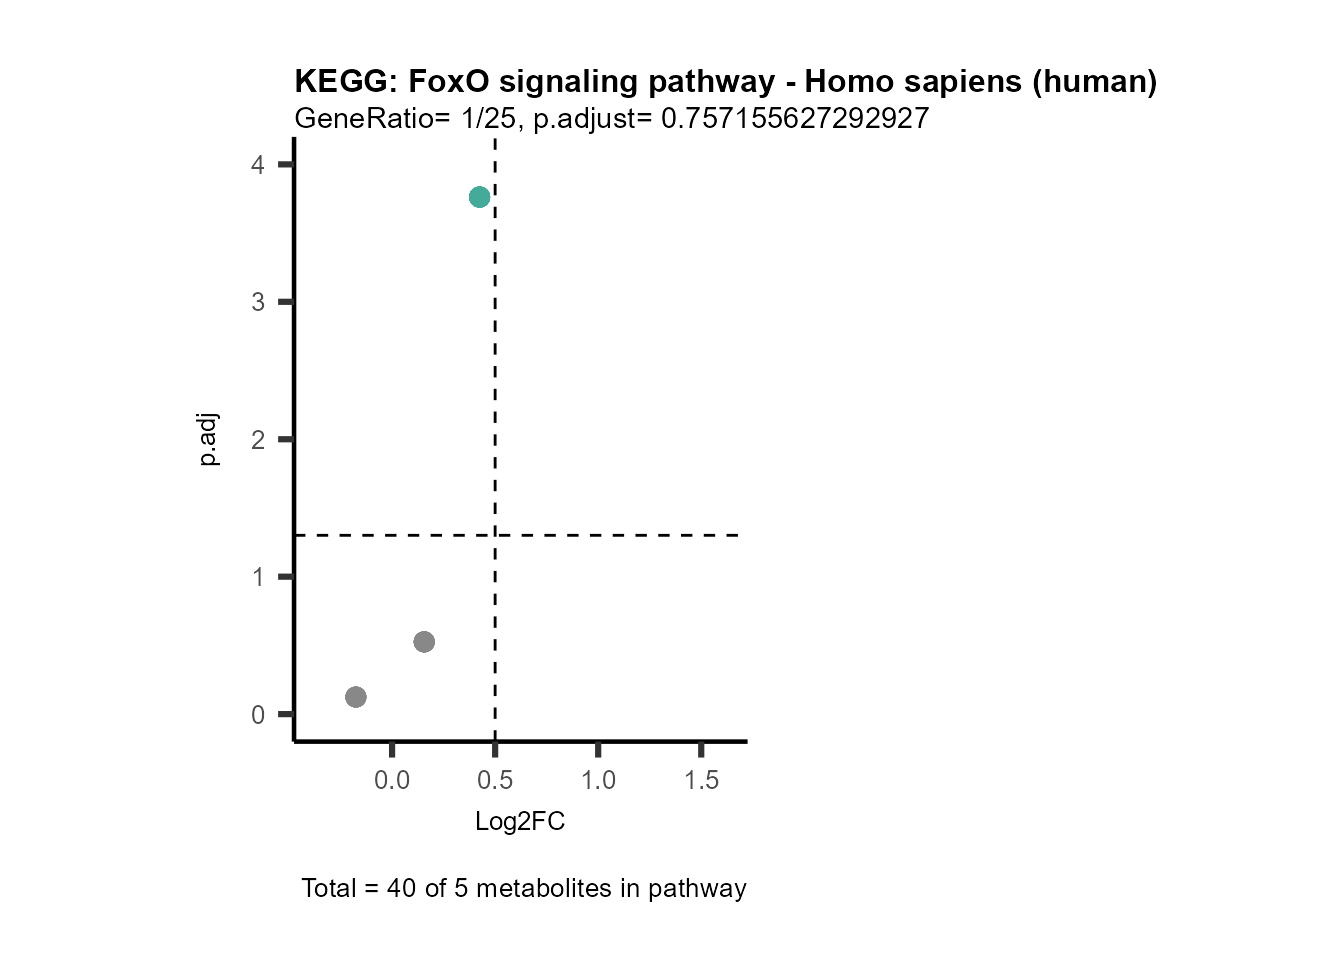 KEGG: FoxO signaling pathway - Homo sapiens (human)
GeneRatio= 1/25, p.adjust= 0.757155627292927
4
3
2
1
0
p.adj
0.0 0.5 1.0 1.5
Log2FC
Total = 40 of 5 metabolites in pathway